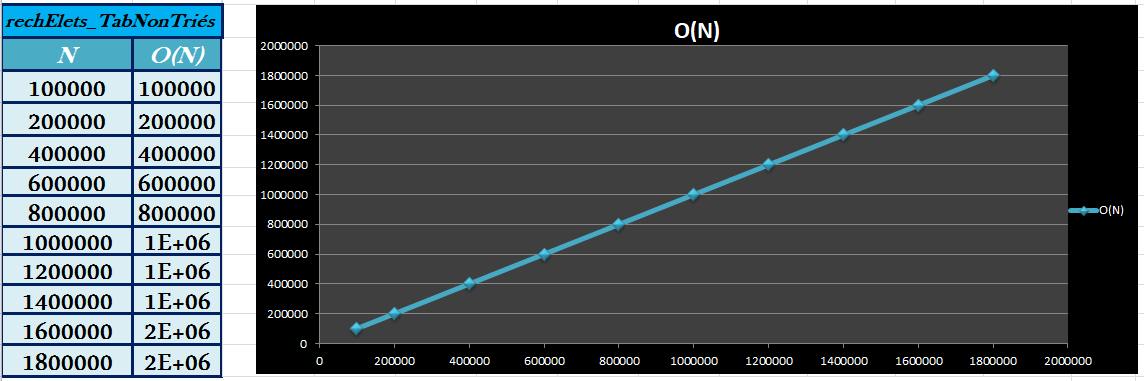 rechElets_TabNonTriés
N O(N)
100000 100000
200000 200000
400000 400000
600000 600000
800000 800000
1000000 1E+06
1200000 1E+06
1400000 1E+06
1600000 2E+06
1800000 2E+06
O(N)
2000000
1800000
1600000
1400000
1200000
1000000
800000
600000
400000
200000
0
0 200000 400000 600000 800000 1000000 1200000 1400000 1600000 1800000 2000000
O(N)